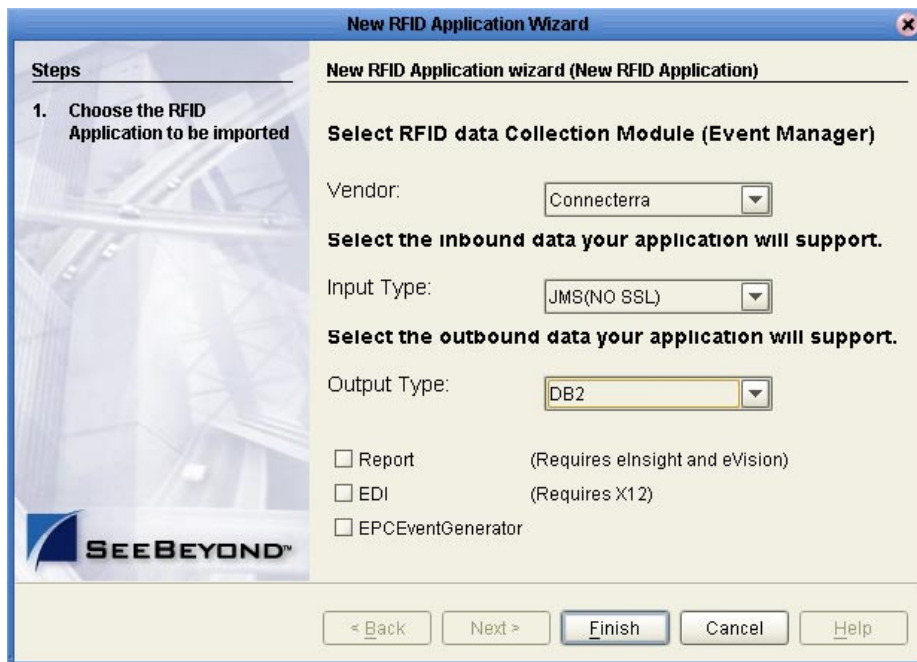 New RFID Application Wizard
Steps
1. Choose the RFID
Application to be imported
New RFID Application wizard (New RFID Application)
Select RFID data Collection Module (Event Manager)
Vendor:
Connecterra
Select the inbound data your application will support.
Input Type:
JMS(NO SSL)
Select the outbound data your application will support.
Output Type:
DB2
Report (Requires eInsight and eVision)
EDI (Requires X12)
EPCEventGenerator
SEEBEYOND™
< Back Next > Finish Cancel Help